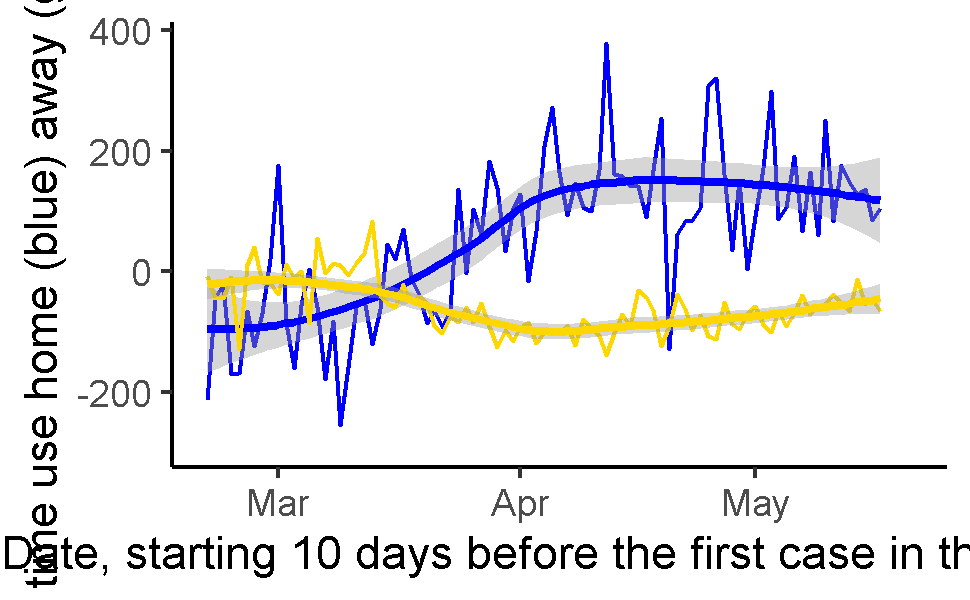 time use home (blue) away (
400
200
0
-200
Mar Apr May
Date, starting 10 days before the first case in th